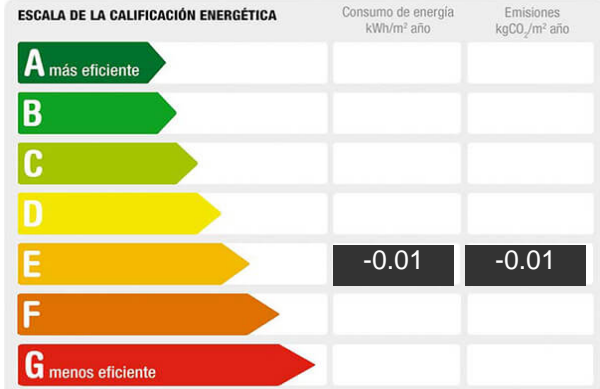 ESCALA DE LA CALIFICACIÓN ENERGÉTICA
Consumo de energía
kWh/m² año
Emisiones
kgCO₂/m² año
A más eficiente
B
C
D
E -0.01 -0.01
F
G menos eficiente